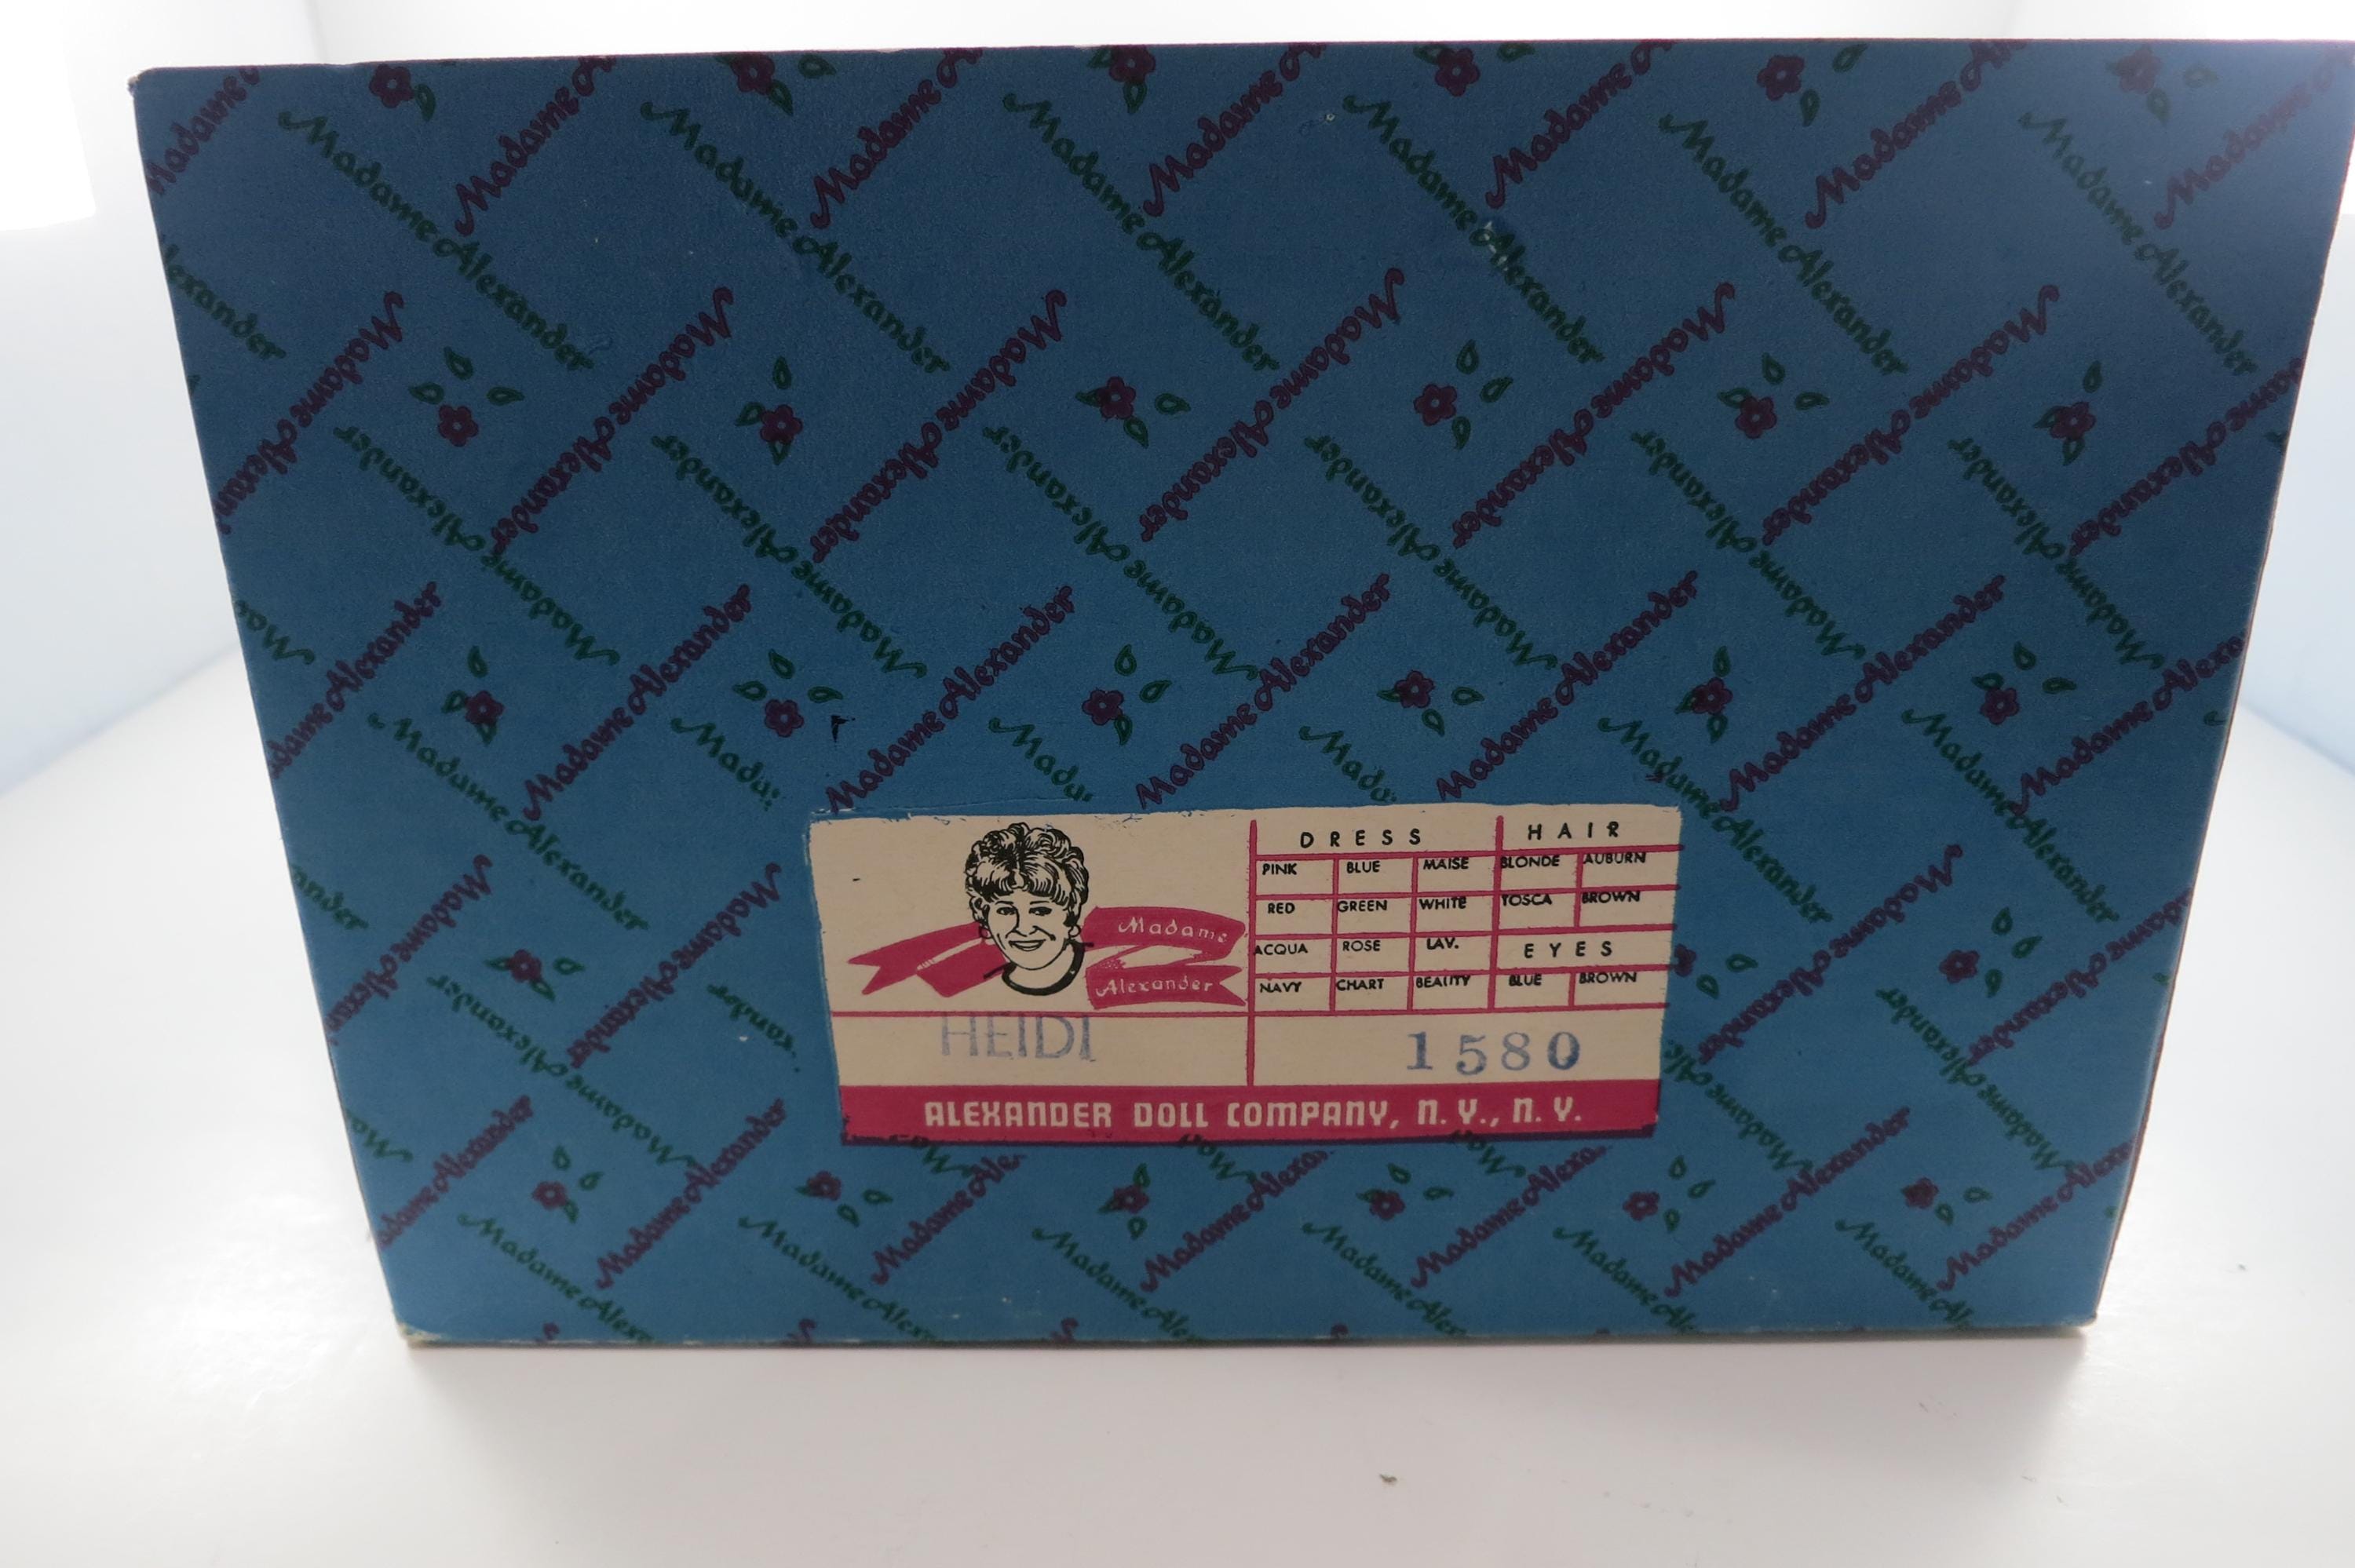 Madame Alexander
DRESS HAIR
PINK BLUE MAISE BLONDE AUBURN
RED GREEN WHITE TOSCA BROWN
ACQUA ROSE LAV. EYES
NAVY CHART BEAUTY BLUE BROWN
Madame
Alexander
HEIDI 1580
ALEXANDER DOLL COMPANY, N. Y., N. Y.